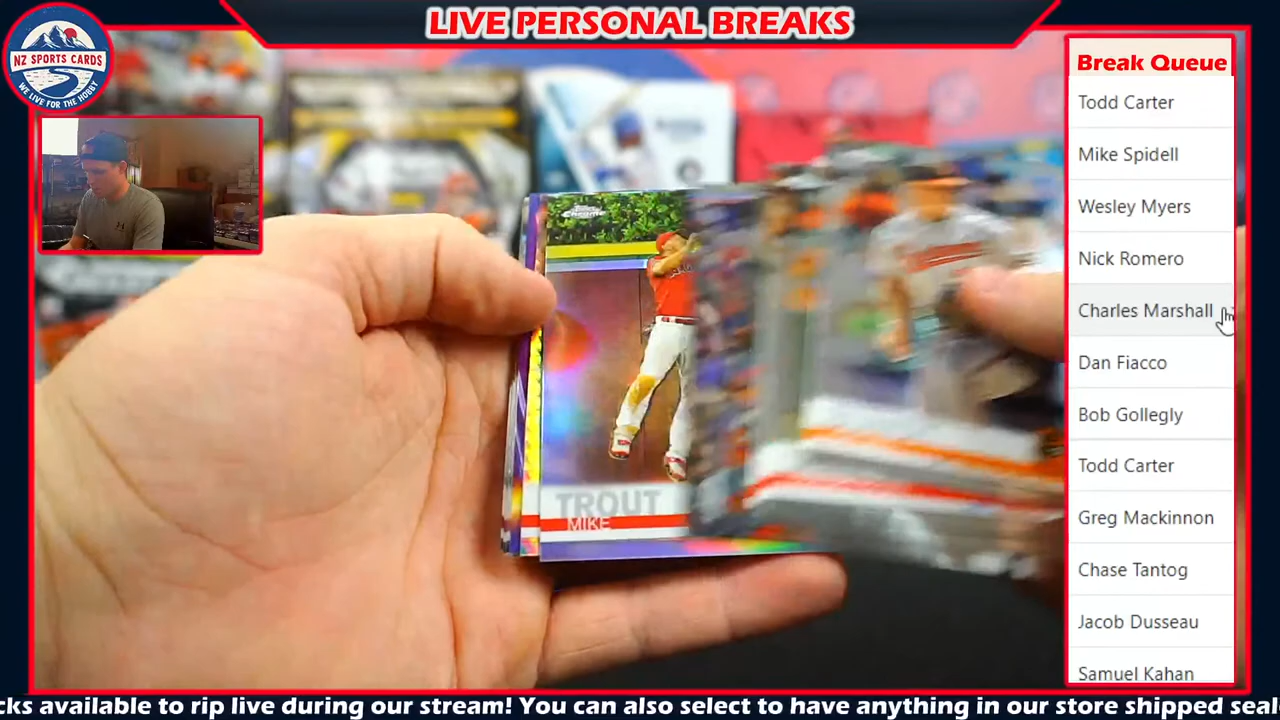 LIVE PERSONAL BREAKS
NZ SPORTS CARDS
WE LIVE FOR THE HOBBY
Break Queue
Todd Carter
Mike Spidell
Wesley Myers
Nick Romero
Charles Marshall
Dan Fiacco
Bob Gollegly
Todd Carter
Greg Mackinnon
Chase Tantog
Jacob Dusseau
Samuel Kahan
Topps
Chrome
TROUT
MIKE
cks available to rip live during our stream! You can also select to have anything in our store shipped seal